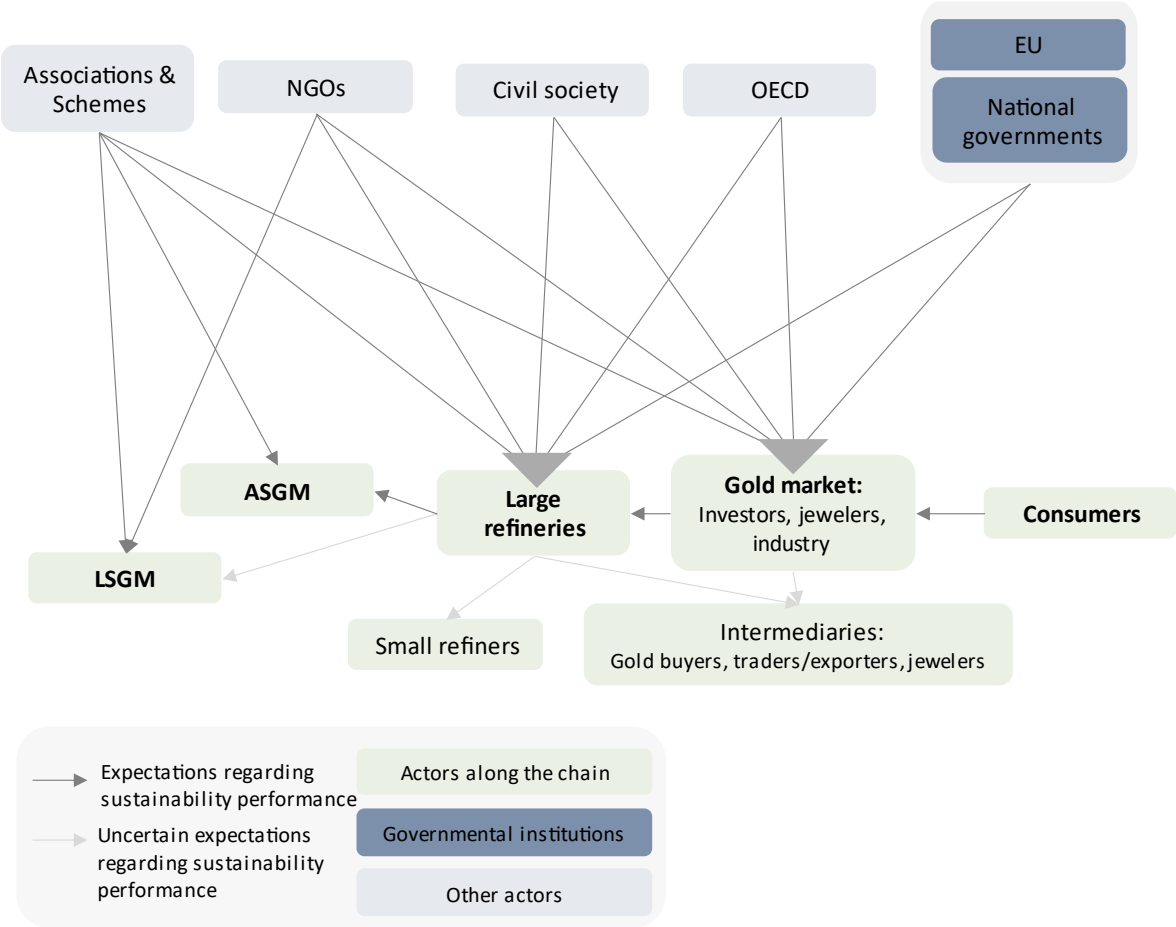 Associations &
Schemes
NGOs
Civil society
OECD
EU
National
governments
ASGM
LSGM
Large
refineries
Gold market:
Investors, jewelers,
industry
Consumers
Small refiners
Intermediaries:
Gold buyers, traders/exporters, jewelers
Expectations regarding
sustainability performance
Uncertain expectations
regarding sustainability
performance
Actors along the chain
Governmental institutions
Other actors